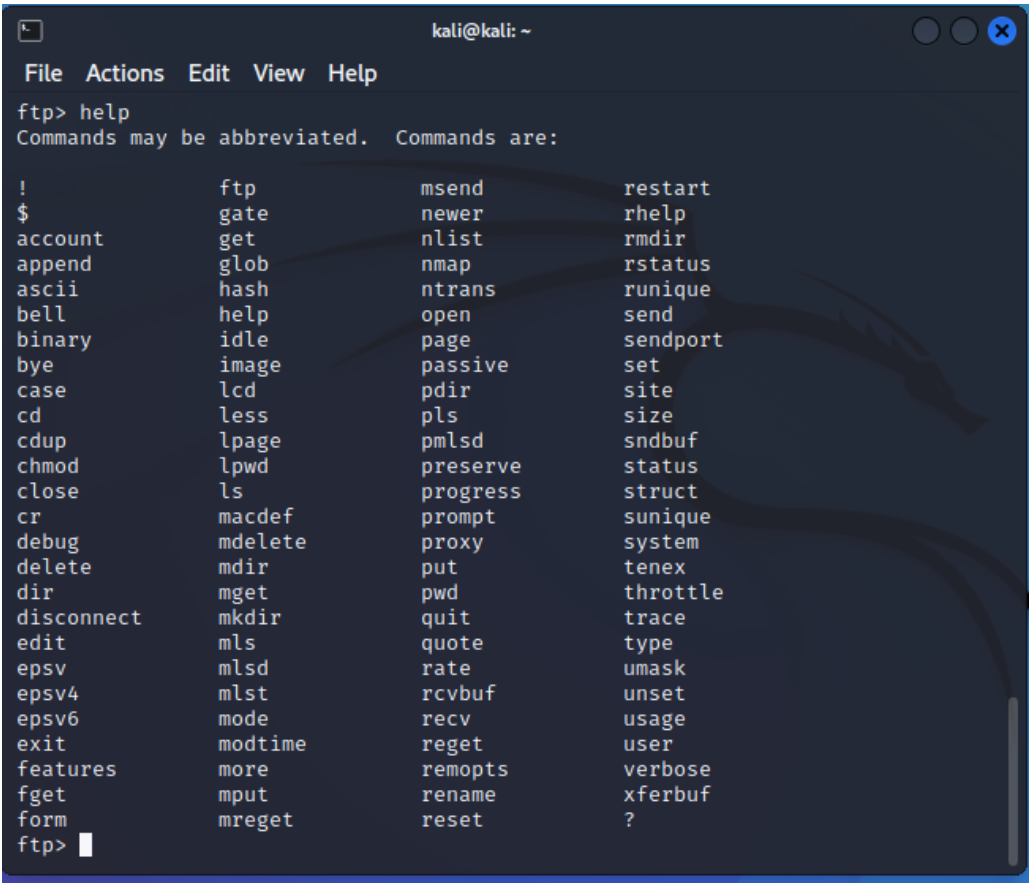 kali@kali: ~
File Actions Edit View Help
ftp> help
Commands may be abbreviated.  Commands are:
! ftp msend restart
$ gate newer rhelp
account get nlist rmdir
append glob nmap rstatus
ascii hash ntrans runique
bell help open send
binary idle page sendport
bye image passive set
case lcd pdir site
cd less pls size
cdup lpage pmlsd sndbuf
chmod lpwd preserve status
close ls progress struct
cr macdef prompt sunique
debug mdelete proxy system
delete mdir put tenex
dir mget pwd throttle
disconnect mkdir quit trace
edit mls quote type
epsv mlsd rate umask
epsv4 mlst rcvbuf unset
epsv6 mode recv usage
exit modtime reget user
features more remopts verbose
fget mput rename xferbuf
form mreget reset ?
ftp>